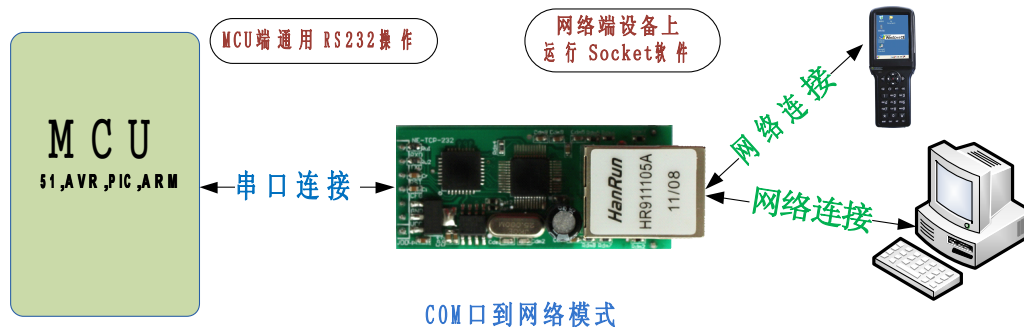 MCU端通用RS232操作
网络端设备上
运行Socket软件
MCU
51,AVR,PIC,ARM
串口连接
HE-TCP-232
HanRun
HR911105A
11/08
网络连接
网络连接
COM口到网络模式